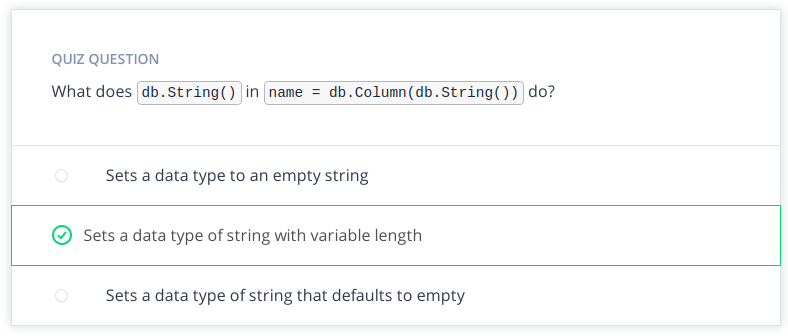 QUIZ QUESTION
What does db.String() in name = db.Column(db.String()) do?
Sets a data type to an empty string
Sets a data type of string with variable length
Sets a data type of string that defaults to empty